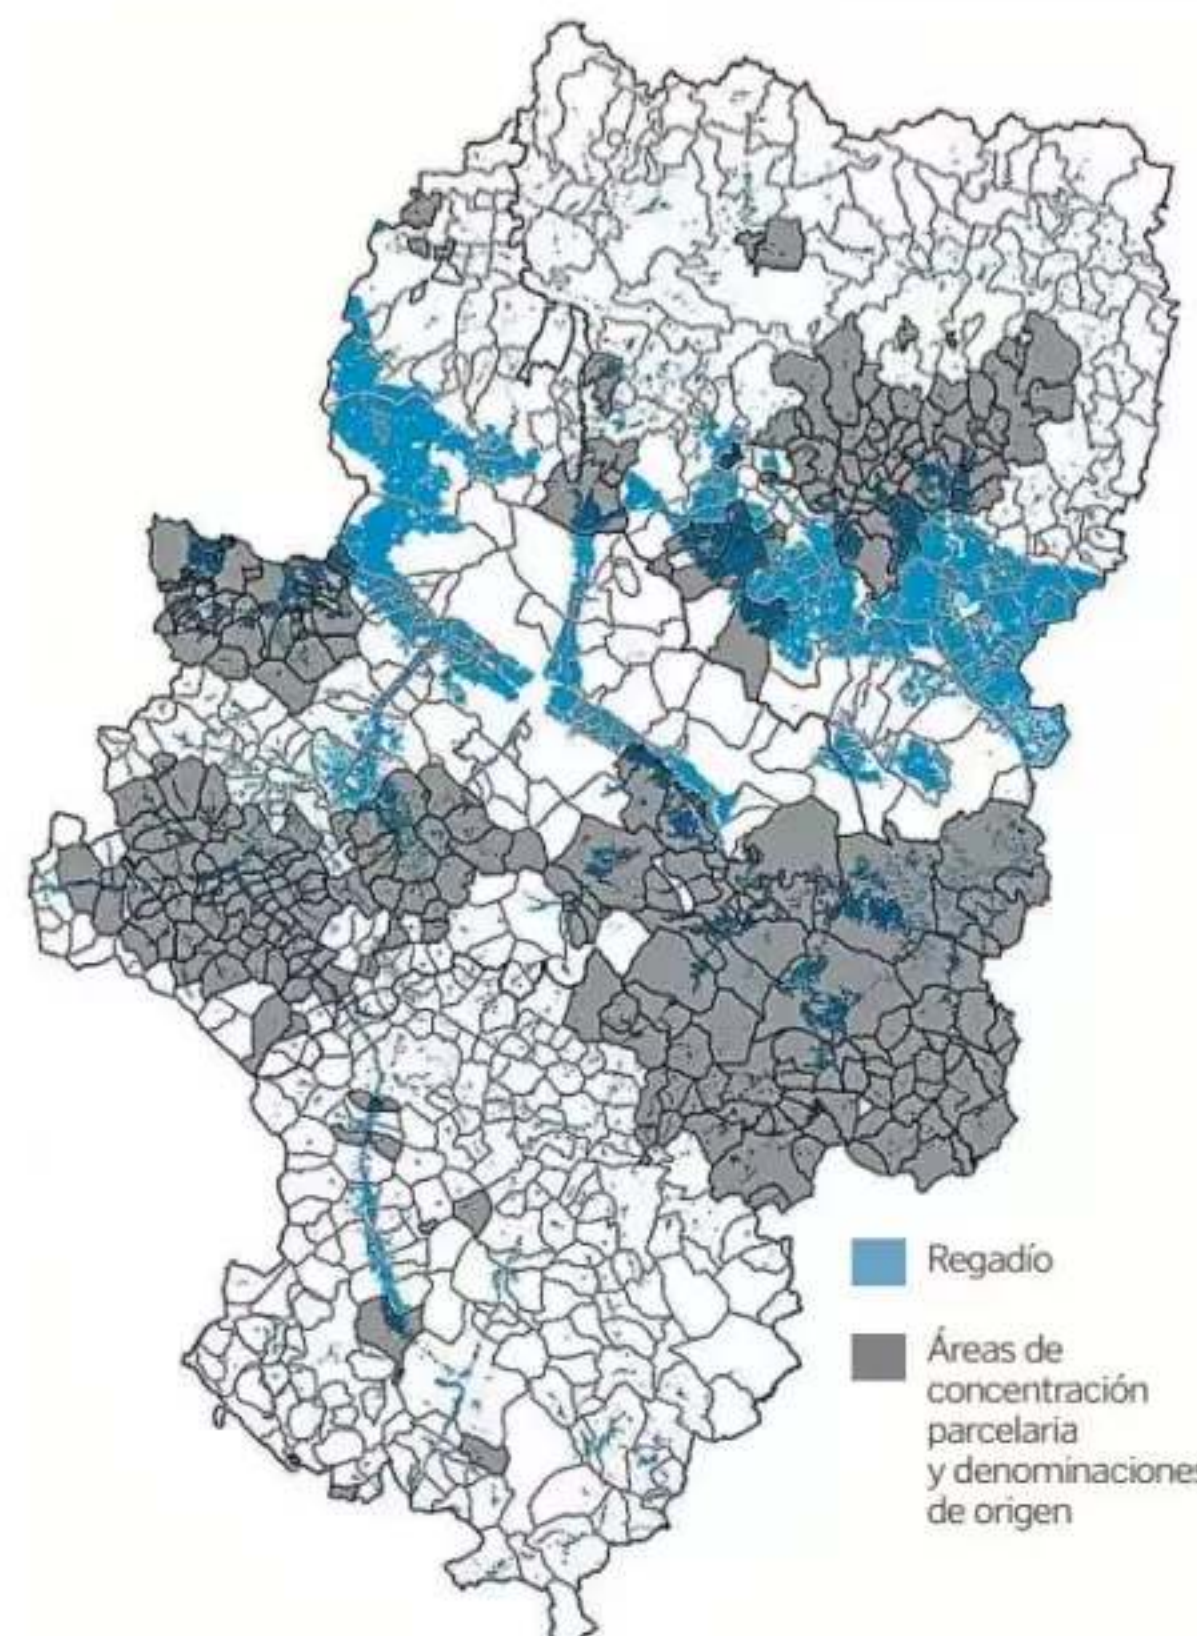 Regadío
Áreas de
concentración
parcelaria
y denominaciones
de origen